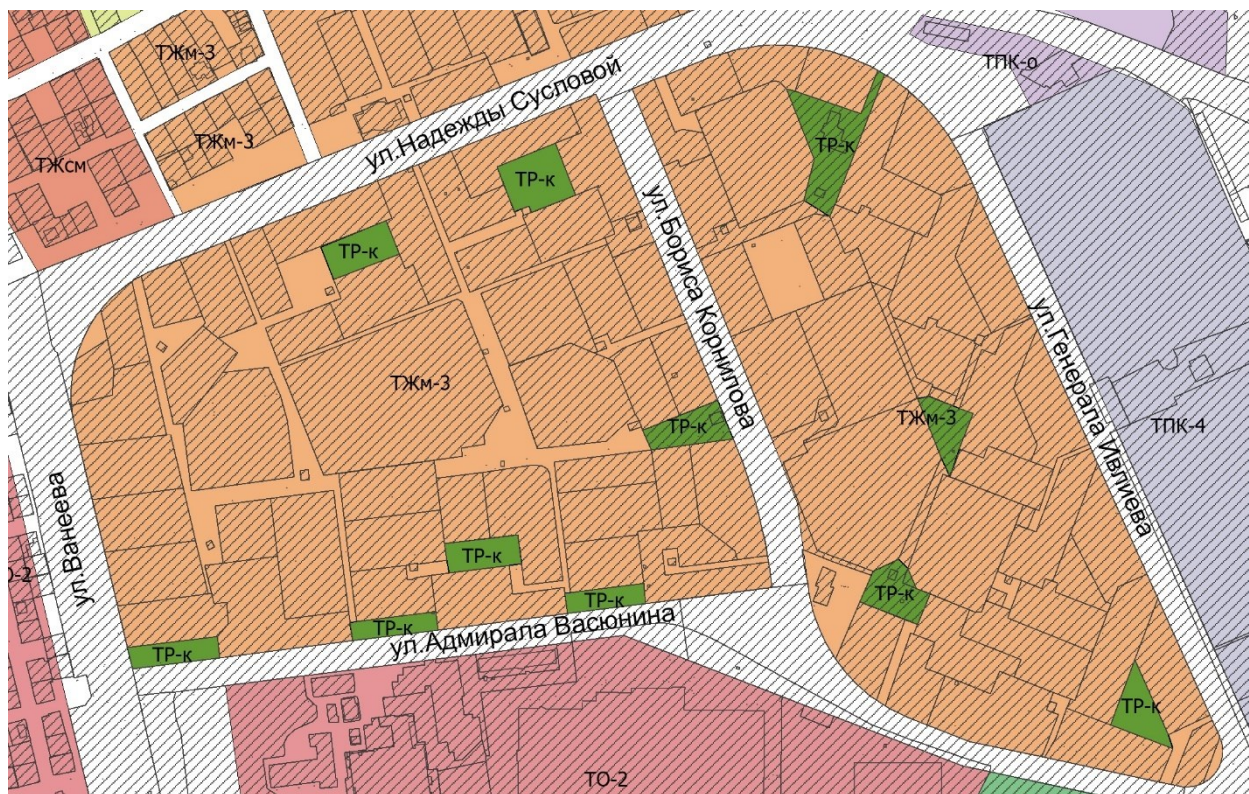 ТЖм-3
ТПК-о
ул.Надежды Сусловой
ТЖм-3
ТЖсм
ТР-к
ТР-к
ул.Бориса Корнилова
ТР-к
ул.Генерала Ивлиева
ТЖм-3
ТЖм-3
ТР-к
ТПК-4
ул.Ванеева
О-2
ТР-к
ТР-к
ТР-к
ТР-к
ул.Адмирала Васюнина
ТР-к
ТР-к
ТО-2